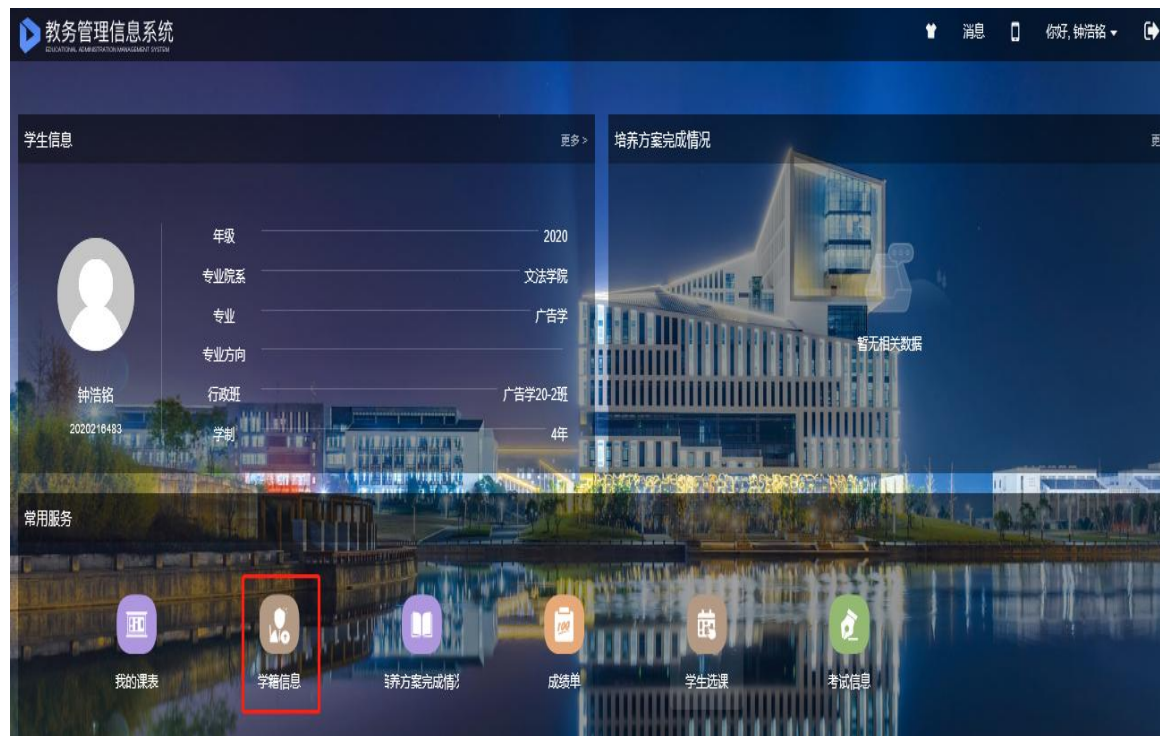 教务管理信息系统
EDUCATIONAL ADMINISTRATION MANAGEMENT SYSTEM
消息
你好, 钟浩铭
学生信息
更多 >
年级 2020
专业院系 文法学院
专业 广告学
专业方向
行政班 广告学20-2班
学制 4年
钟浩铭
2020216483
培养方案完成情况
更
暂无相关数据
常用服务
我的课表
学籍信息
养方案完成情
100
成绩单
学生选课
考试信息